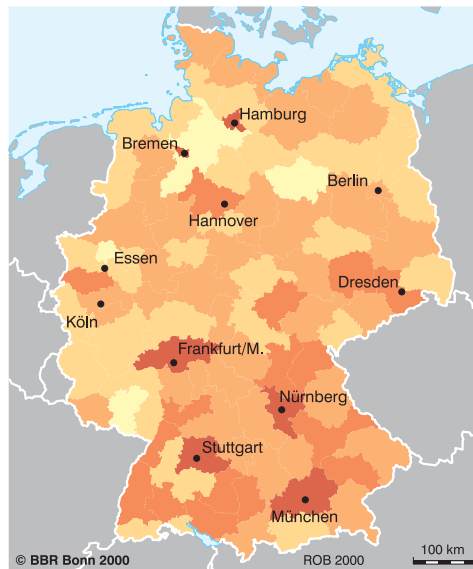 Hamburg
Bremen
Berlin
Hannover
Essen
Dresden
Köln
Frankfurt/M.
Nürnberg
Stuttgart
München
100 km
© BBR Bonn 2000
ROB 2000